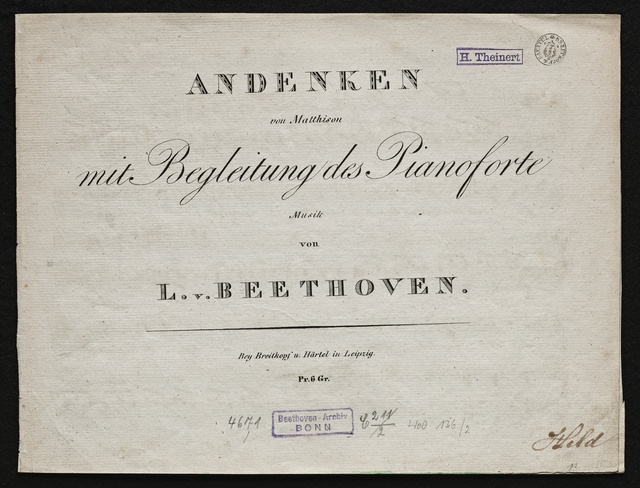 H. Theinert
ANDENKEN
von Matthison
mit Begleitung des Pianoforte
Musik
von
L. v. BEETHOVEN.
Bey Breitkopf u. Härtel in Leipzig.
Pr. 6 Gr.
Beethoven-Archiv
BONN
Held